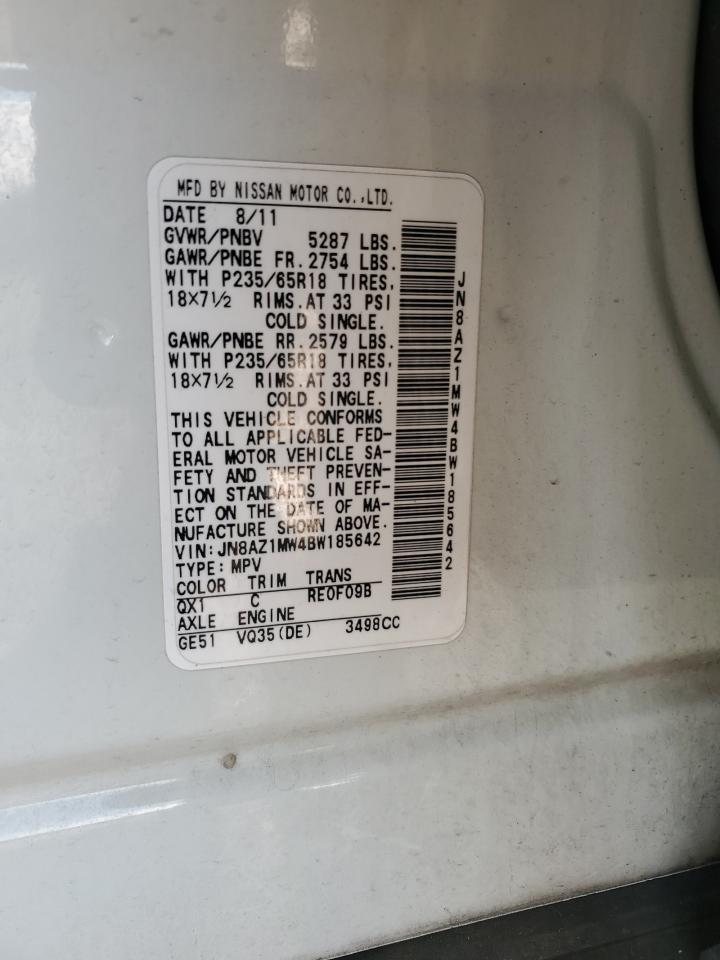 MFD BY NISSAN MOTOR CO.,LTD.
DATE 8/11
GVWR/PNBV 5287 LBS.
GAWR/PNBE FR.2754 LBS.
WITH P235/65R18 TIRES,
18×7½ RIMS.AT 33 PSI
COLD SINGLE.
GAWR/PNBE RR.2579 LBS.
WITH P235/65R18 TIRES,
18×7½ RIMS.AT 33 PSI
COLD SINGLE.
THIS VEHICLE CONFORMS
TO ALL APPLICABLE FED-
ERAL MOTOR VEHICLE SA-
FETY AND THEFT PREVEN-
TION STANDARDS IN EFF-
ECT ON THE DATE OF MA-
NUFACTURE SHOWN ABOVE.
VIN:JN8AZ1MW4BW185642
TYPE:MPV
COLOR TRIM TRANS
QX1 C RE0F09B
AXLE ENGINE
GE51 VQ35(DE) 3498CC
JN8AZ1MW4BW185642